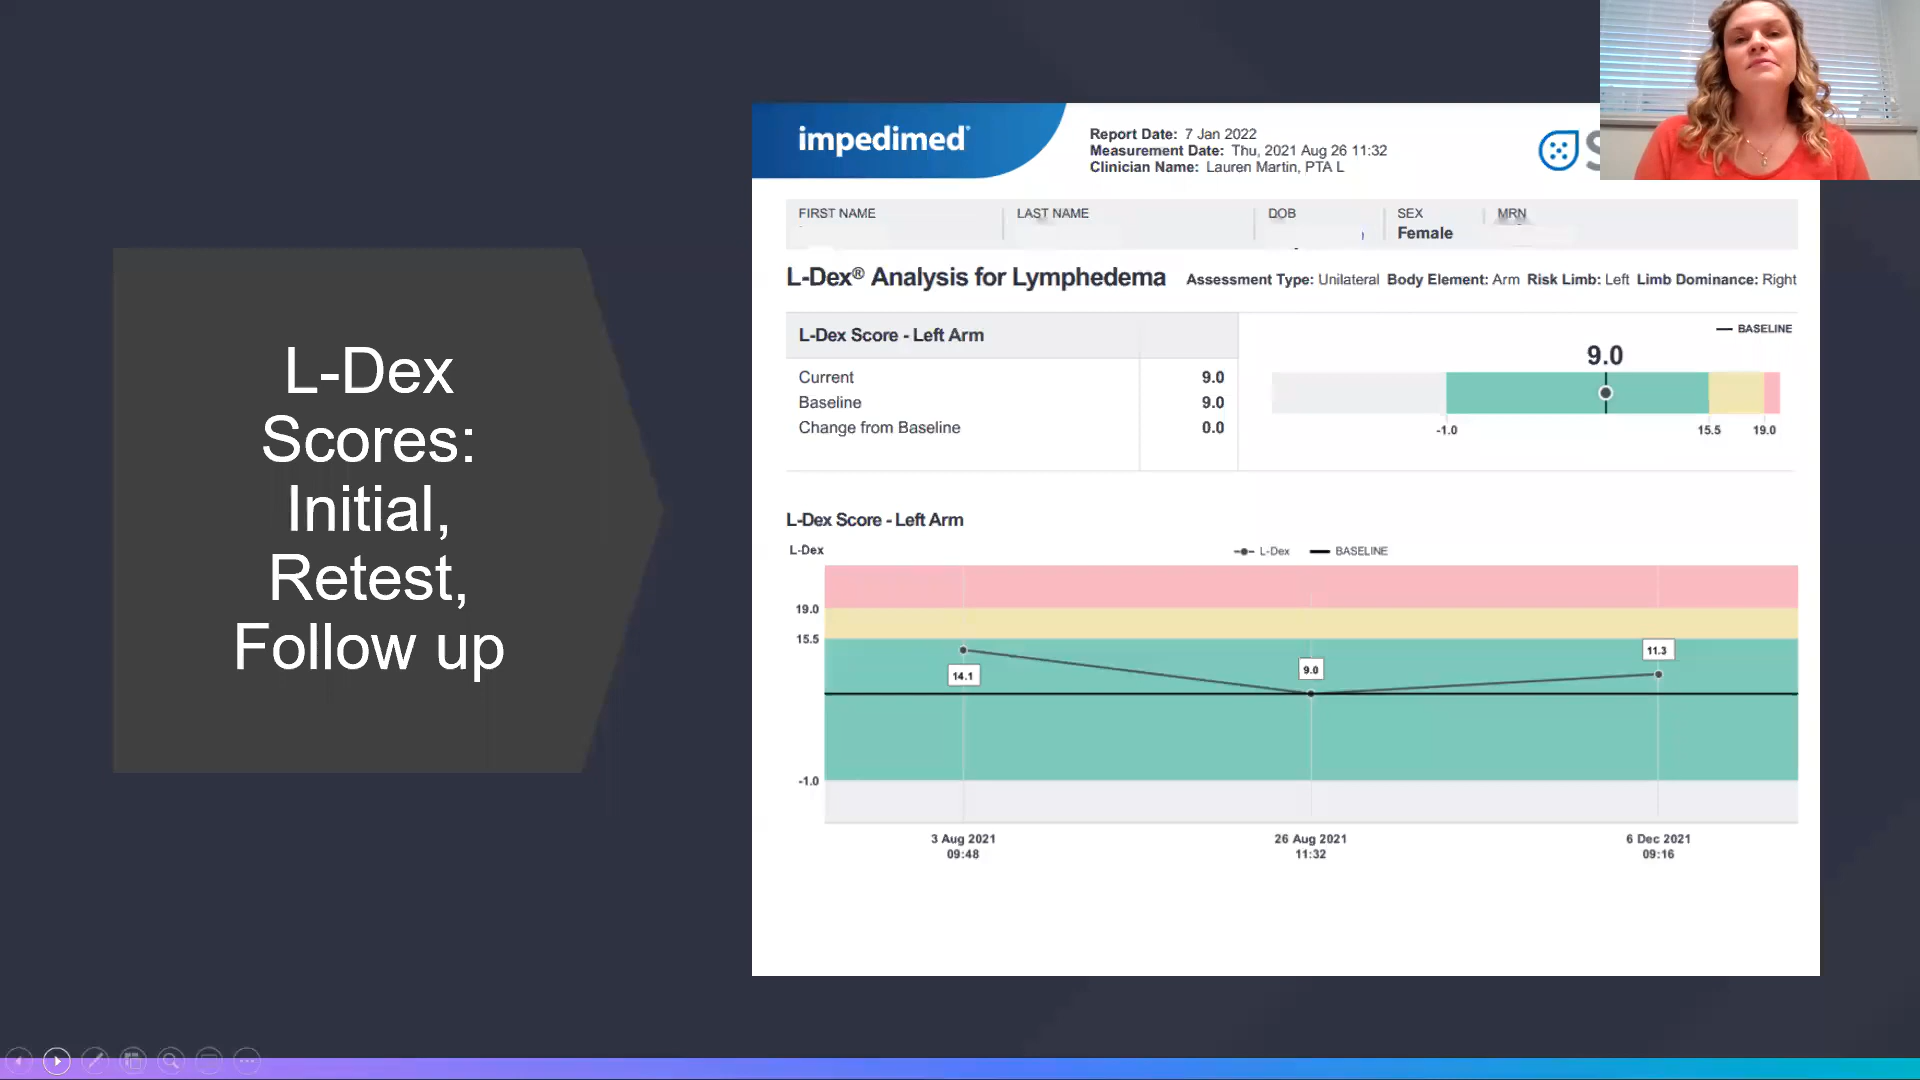 L-Dex
Scores:
Initial,
Retest,
Follow up
impedimed®
Report Date: 7 Jan 2022
Measurement Date: Thu, 2021 Aug 26 11:32
Clinician Name: Lauren Martin, PTA L
S
FIRST NAME
LAST NAME
DOB
SEX
MRN
Female
L-Dex® Analysis for Lymphedema
Assessment Type: Unilateral Body Element: Arm Risk Limb: Left Limb Dominance: Right
L-Dex Score - Left Arm
Current 9.0
Baseline 9.0
Change from Baseline 0.0
BASELINE
9.0
-1.0 15.5 19.0
L-Dex Score - Left Arm
L-Dex
L-Dex BASELINE
19.0
15.5
-1.0
14.1
9.0
11.3
3 Aug 2021
09:48
26 Aug 2021
11:32
6 Dec 2021
09:16